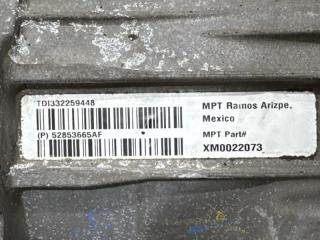 TDI332259448
(P) 52853665AF
MPT Ramos Arizpe,
Mexico
MPT Part#
XM0022073